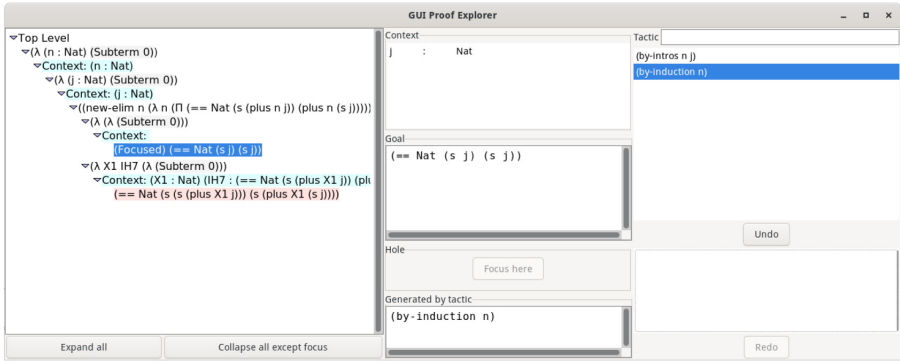 GUI Proof Explorer
Top Level
(λ (n : Nat) (Subterm 0))
Context: (n : Nat)
(λ (j : Nat) (Subterm 0))
Context: (j : Nat)
((new-elim n (λ n (Π (== Nat (s (plus n j)) (plus n (s j)))))
(λ (λ (Subterm 0)))
Context:
(Focused) (== Nat (s j) (s j)))
(λ X1 IH7 (λ (Subterm 0)))
Context: (X1 : Nat) (IH7 : (== Nat (s (plus X1 j)) (plu
(== Nat (s (s (plus X1 j))) (s (plus X1 (s j))))
Expand all
Collapse all except focus
Context
j : Nat
Goal
(== Nat (s j) (s j))
Hole
Focus here
Generated by tactic
(by-induction n)
Tactic
(by-intros n j)
(by-induction n)
Undo
Redo